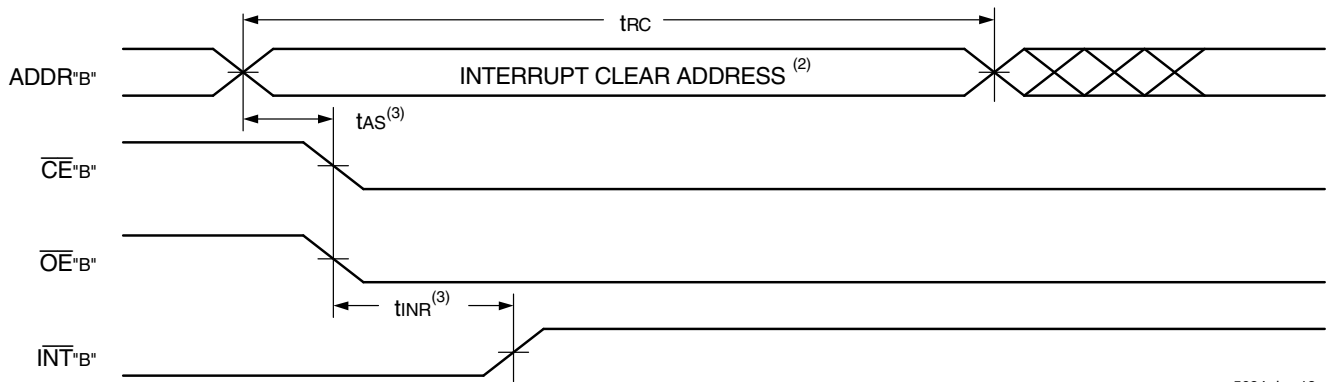 tRC
ADDR"B"
INTERRUPT CLEAR ADDRESS (2)
tAS(3)
CE"B"
OE"B"
tINR(3)
INT"B"